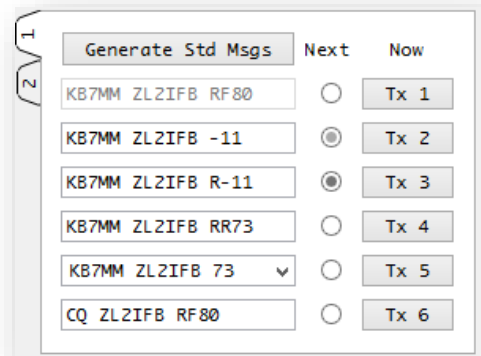 1
2
Generate Std Msgs Next Now
KB7MM ZL2IFB RF80 Tx 1
KB7MM ZL2IFB -11 Tx 2
KB7MM ZL2IFB R-11 Tx 3
KB7MM ZL2IFB RR73 Tx 4
KB7MM ZL2IFB 73 Tx 5
CQ ZL2IFB RF80 Tx 6